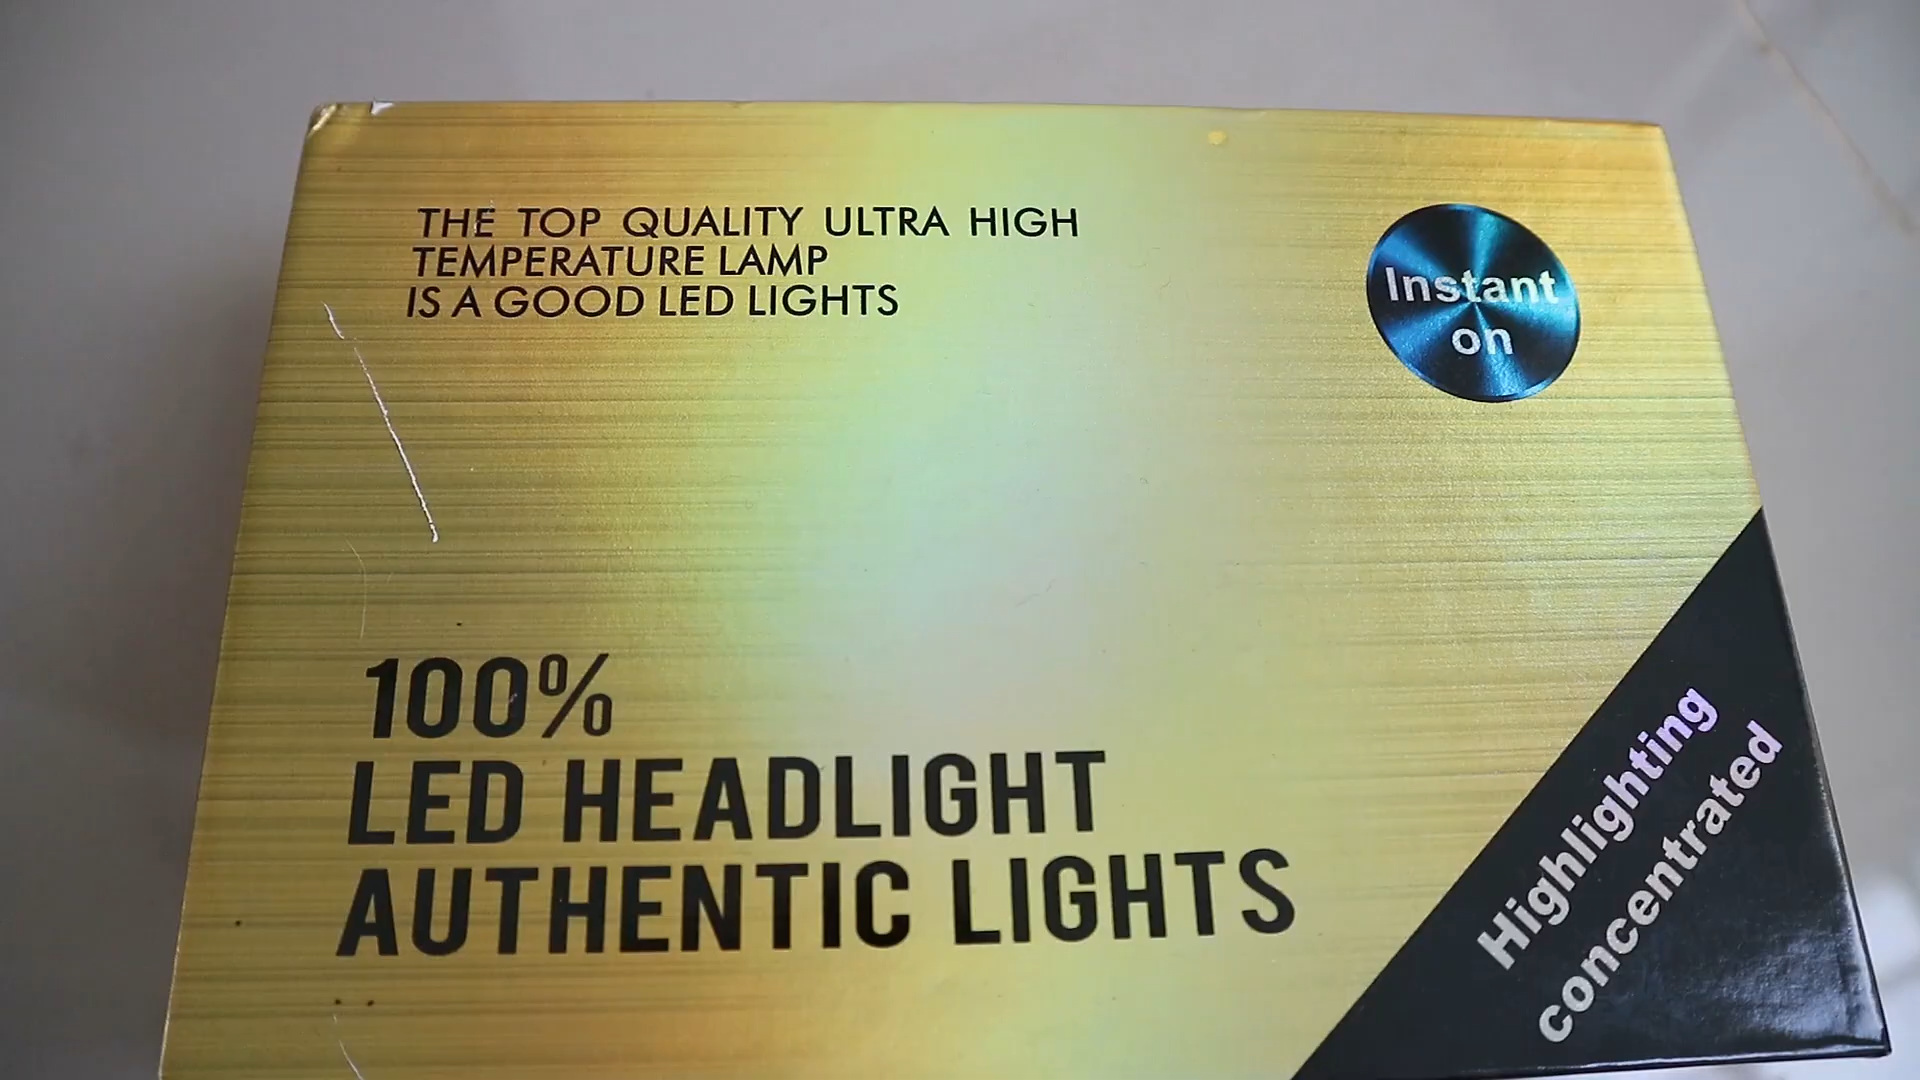 THE TOP QUALITY ULTRA HIGH
TEMPERATURE LAMP
IS A GOOD LED LIGHTS
Instant
on
100%
LED HEADLIGHT
AUTHENTIC LIGHTS
Highlighting
concentrated